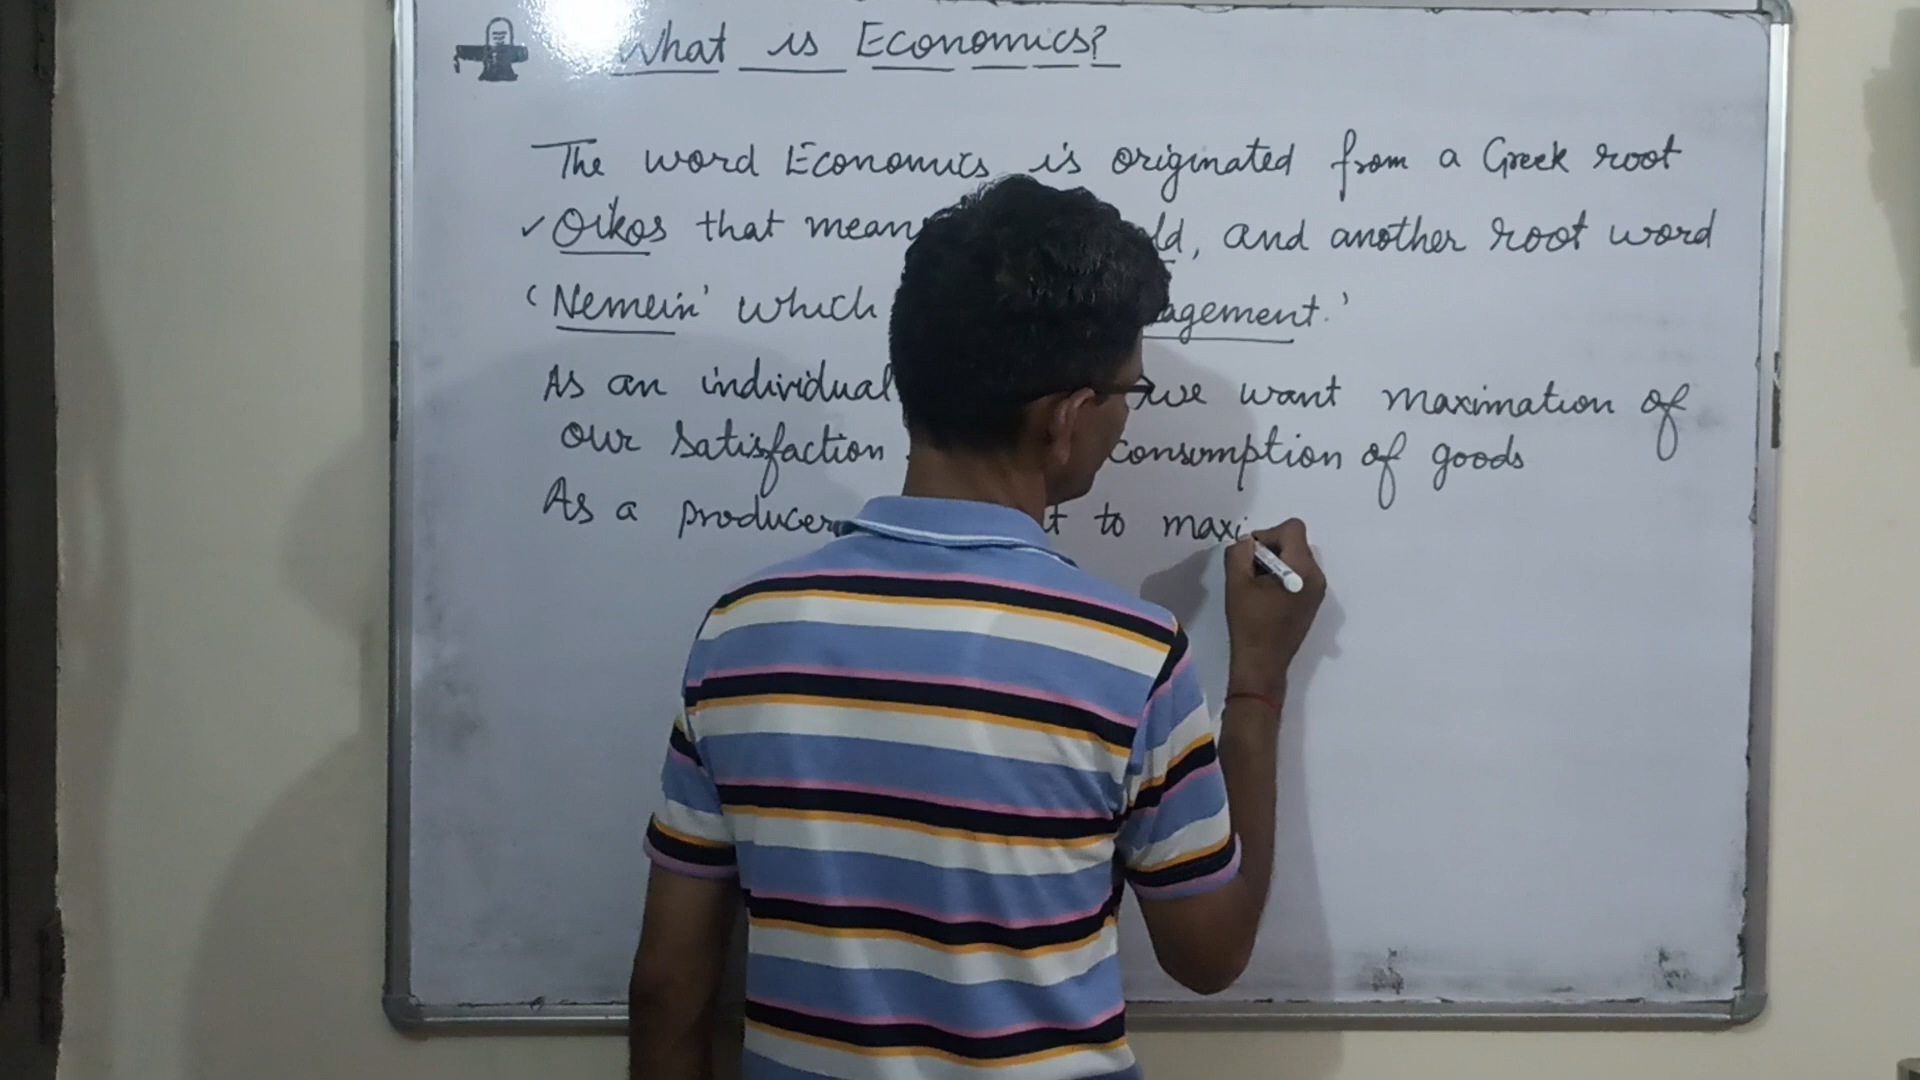 What is Economics?
The word Economics is originated from a Greek root
Oikos that mean ld, and another root word
'Nemein' which agement.'
As an individual we want maximation of
our satisfaction consumption of goods
As a producer t to maxi